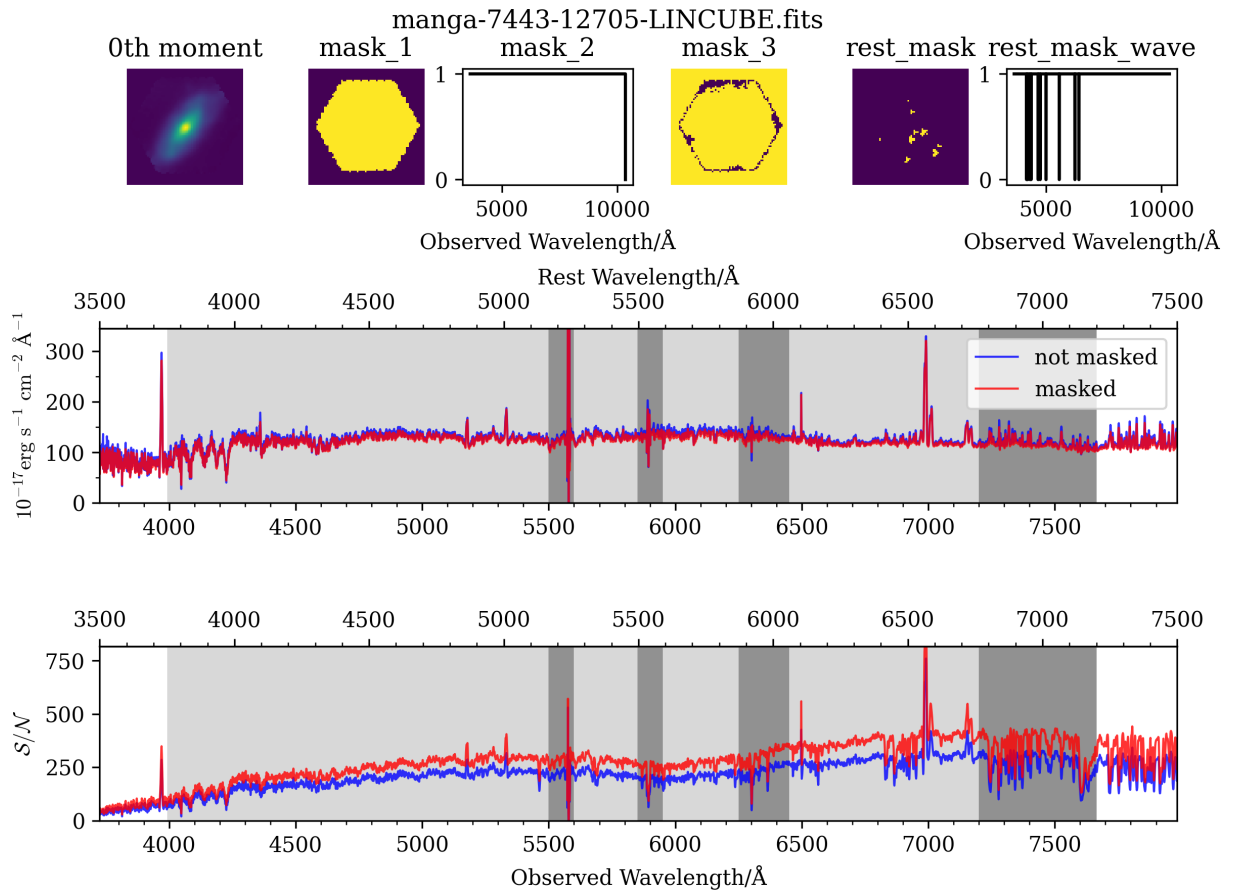 manga-7443-12705-LINCUBE.fits
0th moment mask_1 mask_2 mask_3 rest_mask rest_mask_wave
1 1
0 0
5000 10000 5000 10000
Observed Wavelength/Å Observed Wavelength/Å
Rest Wavelength/Å
3500 4000 4500 5000 5500 6000 6500 7000 7500
10⁻¹⁷ erg s⁻¹ cm⁻² Å⁻¹
300
200
100
0
not masked
masked
4000 4500 5000 5500 6000 6500 7000 7500
3500 4000 4500 5000 5500 6000 6500 7000 7500
S/N
750
500
250
0
4000 4500 5000 5500 6000 6500 7000 7500
Observed Wavelength/Å